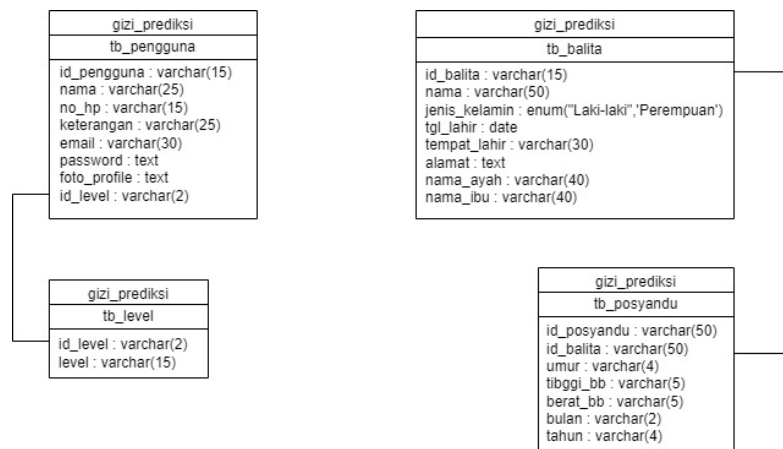 gizi_prediksi
tb_pengguna
id_pengguna : varchar(15)
nama : varchar(25)
no_hp : varchar(15)
keterangan : varchar(25)
email : varchar(30)
password : text
foto_profile : text
id_level : varchar(2)
gizi_prediksi
tb_balita
id_balita : varchar(15)
nama : varchar(50)
jenis_kelamin : enum("Laki-laki",'Perempuan')
tgl_lahir : date
tempat_lahir : varchar(30)
alamat : text
nama_ayah : varchar(40)
nama_ibu : varchar(40)
gizi_prediksi
tb_level
id_level : varchar(2)
level : varchar(15)
gizi_prediksi
tb_posyandu
id_posyandu : varchar(50)
id_balita : varchar(50)
umur : varchar(4)
tibggi_bb : varchar(5)
berat_bb : varchar(5)
bulan : varchar(2)
tahun : varchar(4)